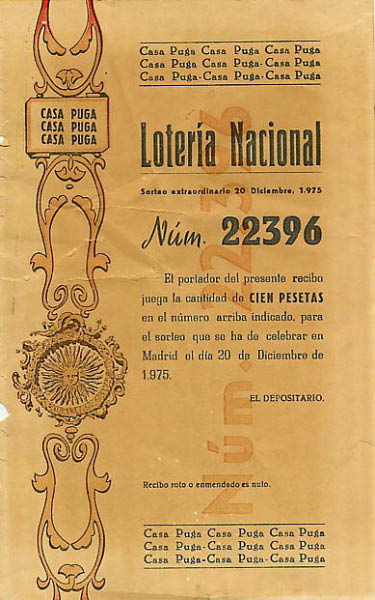 Casa Puga Casa Puga Casa Puga
Casa Puga-Casa Puga-Casa Puga
Casa Puga-Casa Puga-Casa Puga
CASA PUGA
CASA PUGA
CASA PUGA
Lotería Nacional
Sorteo extraordinario 20 Diciembre, 1.975
Núm. 22396
El portador del presente recibo
juega la cantidad de CIEN PESETAS
en el número arriba indicado, para
el sorteo que se ha de celebrar en
Madrid el día 20 de Diciembre de
1.975.
EL DEPOSITARIO.
Núm. 22396
Recibo roto o enmendado es nulo.
Casa Puga Casa Puga Casa Puga
Casa Puga-Casa Puga-Casa Puga
Casa Puga-Casa Puga-Casa Puga